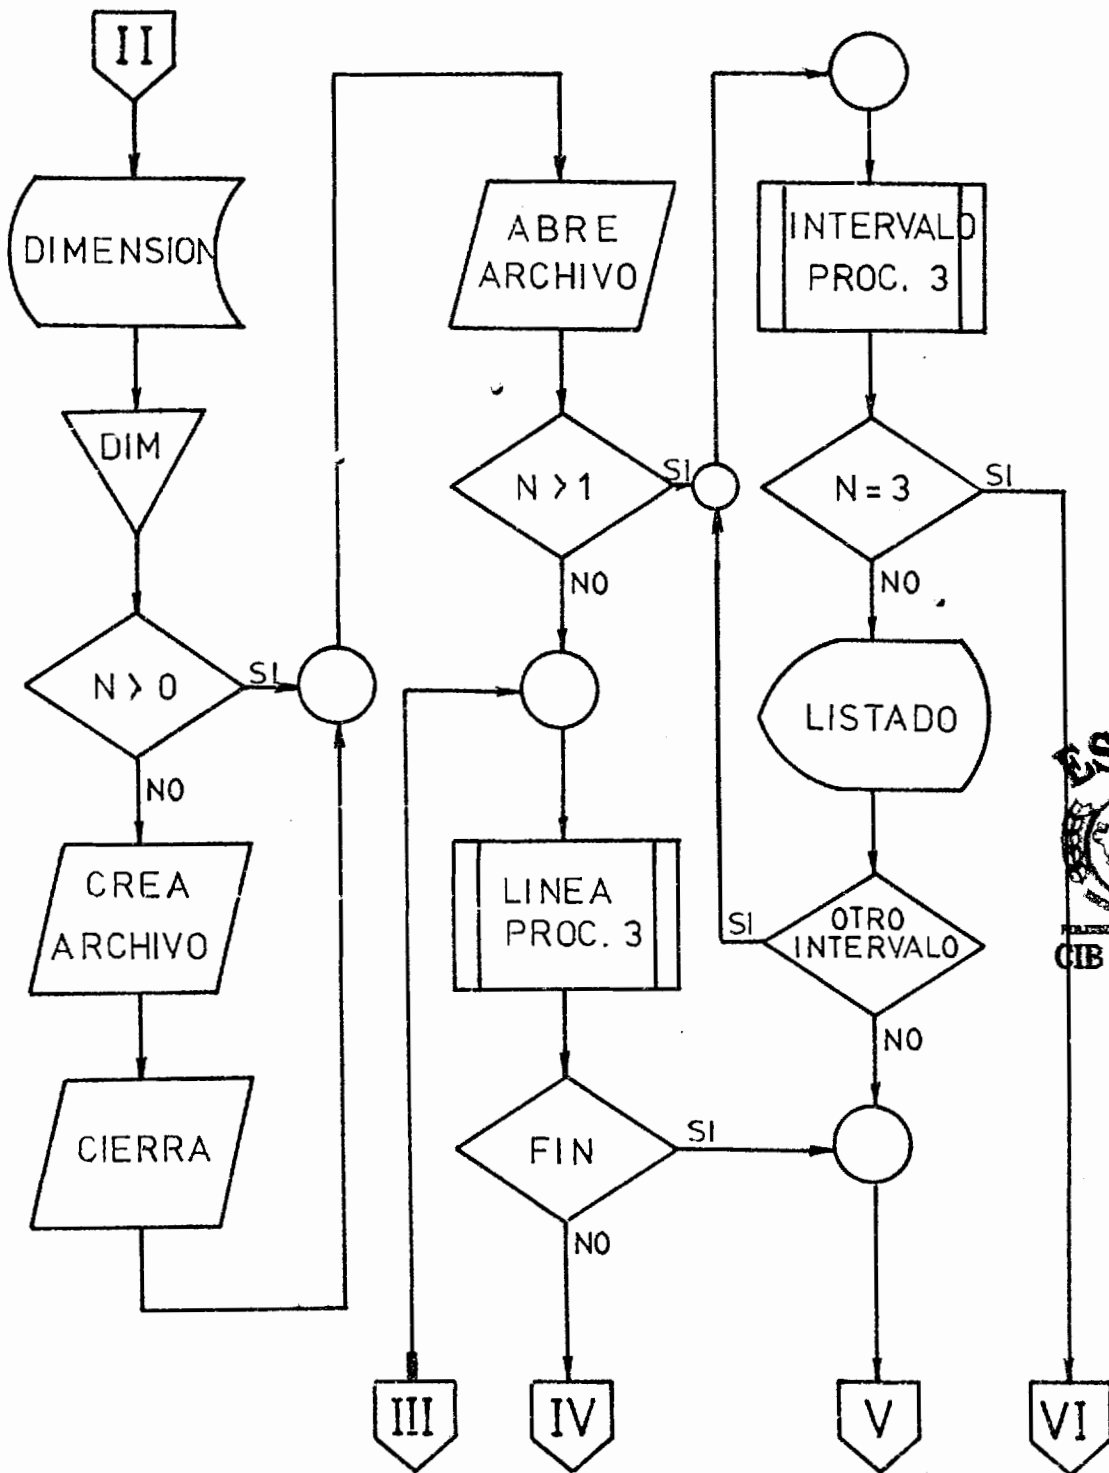 II
DIMENSION
DIM
N > 0
SI
NO
CREA
ARCHIVO
CIERRA
ABRE
ARCHIVO
N > 1
SI
NO
LINEA
PROC. 3
FIN
SI
NO
INTERVALO
PROC. 3
N = 3
SI
NO
LISTADO
OTRO
INTERVALO
SI
NO
III
IV
V
VI
CIB